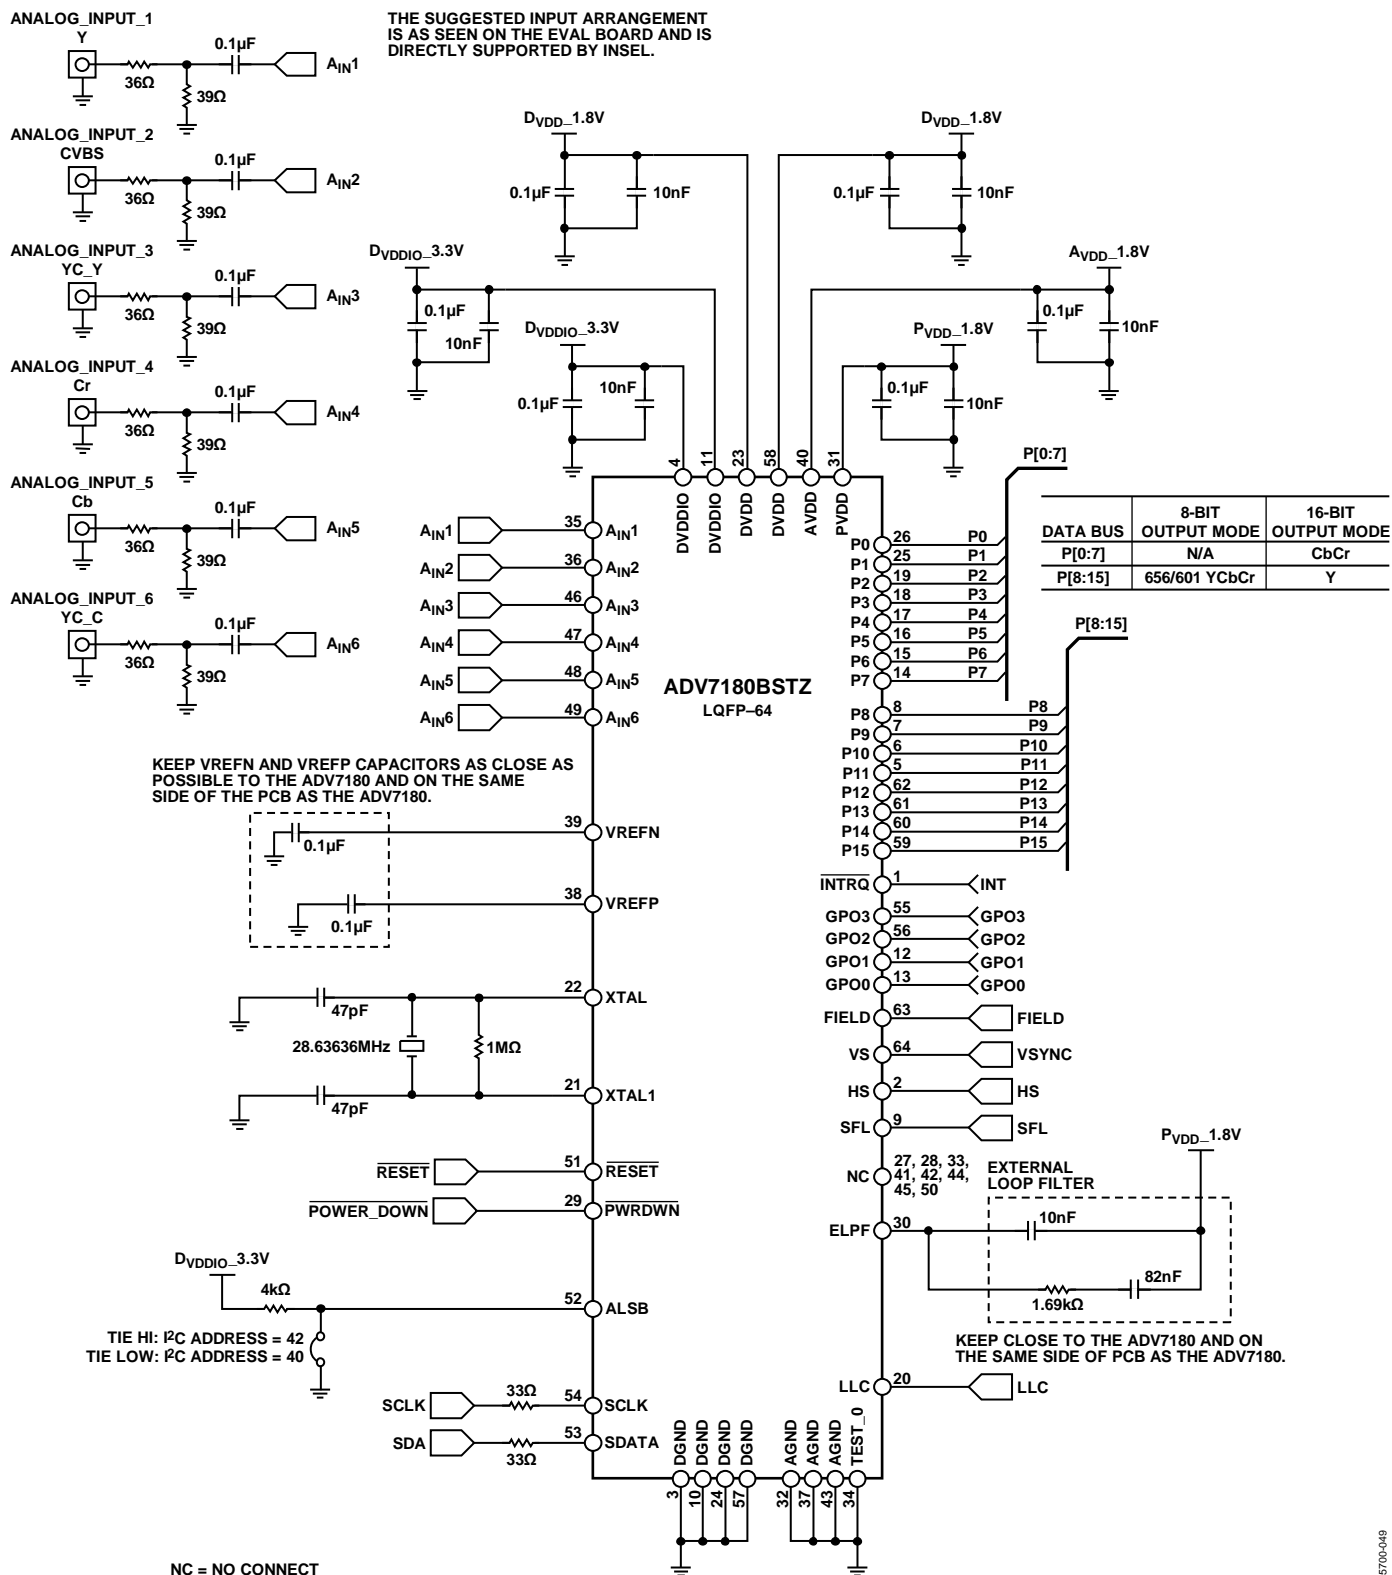 ANALOG_INPUT_1
Y
0.1µF
AIN1
36Ω
39Ω
THE SUGGESTED INPUT ARRANGEMENT
IS AS SEEN ON THE EVAL BOARD AND IS
DIRECTLY SUPPORTED BY INSEL.
ANALOG_INPUT_2
CVBS
0.1µF
AIN2
36Ω
39Ω
ANALOG_INPUT_3
YC_Y
0.1µF
AIN3
36Ω
39Ω
ANALOG_INPUT_4
Cr
0.1µF
AIN4
36Ω
39Ω
ANALOG_INPUT_5
Cb
0.1µF
AIN5
36Ω
39Ω
ANALOG_INPUT_6
YC_C
0.1µF
AIN6
36Ω
39Ω
DVDD_1.8V
0.1µF
10nF
DVDD_1.8V
0.1µF
10nF
DVDDIO_3.3V
0.1µF
10nF
DVDDIO_3.3V
0.1µF
10nF
AVDD_1.8V
0.1µF
10nF
PVDD_1.8V
0.1µF
10nF
4 DVDDIO
11 DVDDIO
23 DVDD
58 DVDD
40 AVDD
31 PVDD
P[0:7]
DATA BUS 8-BIT OUTPUT MODE 16-BIT OUTPUT MODE
P[0:7] N/A CbCr
P[8:15] 656/601 YCbCr Y
P[8:15]
AIN1 35 AIN1
AIN2 36 AIN2
AIN3 46 AIN3
AIN4 47 AIN4
AIN5 48 AIN5
AIN6 49 AIN6
ADV7180BSTZ
LQFP–64
P0 26 P0
P1 25 P1
P2 19 P2
P3 18 P3
P4 17 P4
P5 16 P5
P6 15 P6
P7 14 P7
P8 8 P8
P9 7 P9
P10 6 P10
P11 5 P11
P12 62 P12
P13 61 P13
P14 60 P14
P15 59 P15
KEEP VREFN AND VREFP CAPACITORS AS CLOSE AS
POSSIBLE TO THE ADV7180 AND ON THE SAME
SIDE OF THE PCB AS THE ADV7180.
0.1µF
39 VREFN
0.1µF
38 VREFP
INTRQ 1 INT
GPO3 55 GPO3
GPO2 56 GPO2
GPO1 12 GPO1
GPO0 13 GPO0
FIELD 63 FIELD
VS 64 VSYNC
HS 2 HS
SFL 9 SFL
47pF
22 XTAL
28.63636MHz
1MΩ
47pF
21 XTAL1
RESET 51 RESET
POWER_DOWN 29 PWRDWN
NC 27, 28, 33,
41, 42, 44,
45, 50
EXTERNAL
LOOP FILTER
PVDD_1.8V
ELPF 30
10nF
82nF
1.69kΩ
KEEP CLOSE TO THE ADV7180 AND ON
THE SAME SIDE OF PCB AS THE ADV7180.
DVDDIO_3.3V
4kΩ
52 ALSB
TIE HI: I2C ADDRESS = 42
TIE LOW: I2C ADDRESS = 40
LLC 20 LLC
SCLK 33Ω 54 SCLK
SDA 33Ω 53 SDATA
DGND 3
DGND 10
DGND 24
DGND 57
AGND 32
AGND 37
AGND 43
TEST_0 34
NC = NO CONNECT
5700-049